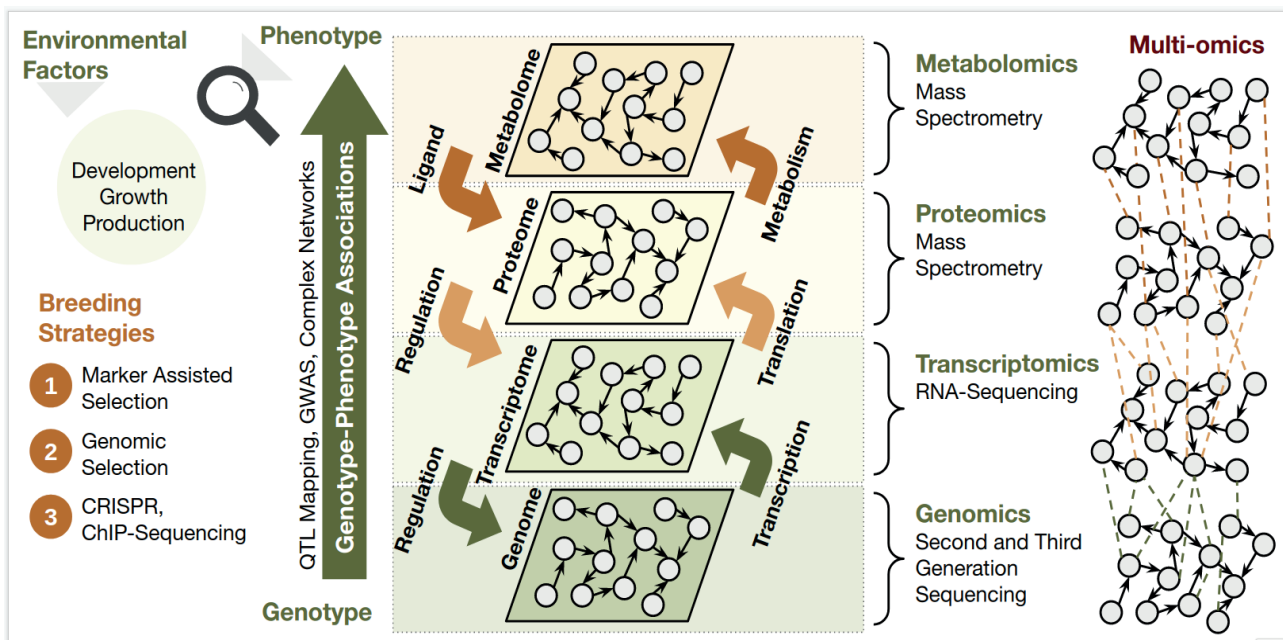 Environmental
Factors
Development
Growth
Production
Breeding
Strategies
1 Marker Assisted
Selection
2 Genomic
Selection
3 CRISPR,
ChIP-Sequencing
Phenotype
QTL Mapping, GWAS, Complex Networks
Genotype-Phenotype Associations
Genotype
Metabolome
Ligand
Metabolism
Proteome
Regulation
Translation
Transcriptome
Regulation
Transcription
Genome
Metabolomics
Mass
Spectrometry
Proteomics
Mass
Spectrometry
Transcriptomics
RNA-Sequencing
Genomics
Second and Third
Generation
Sequencing
Multi-omics